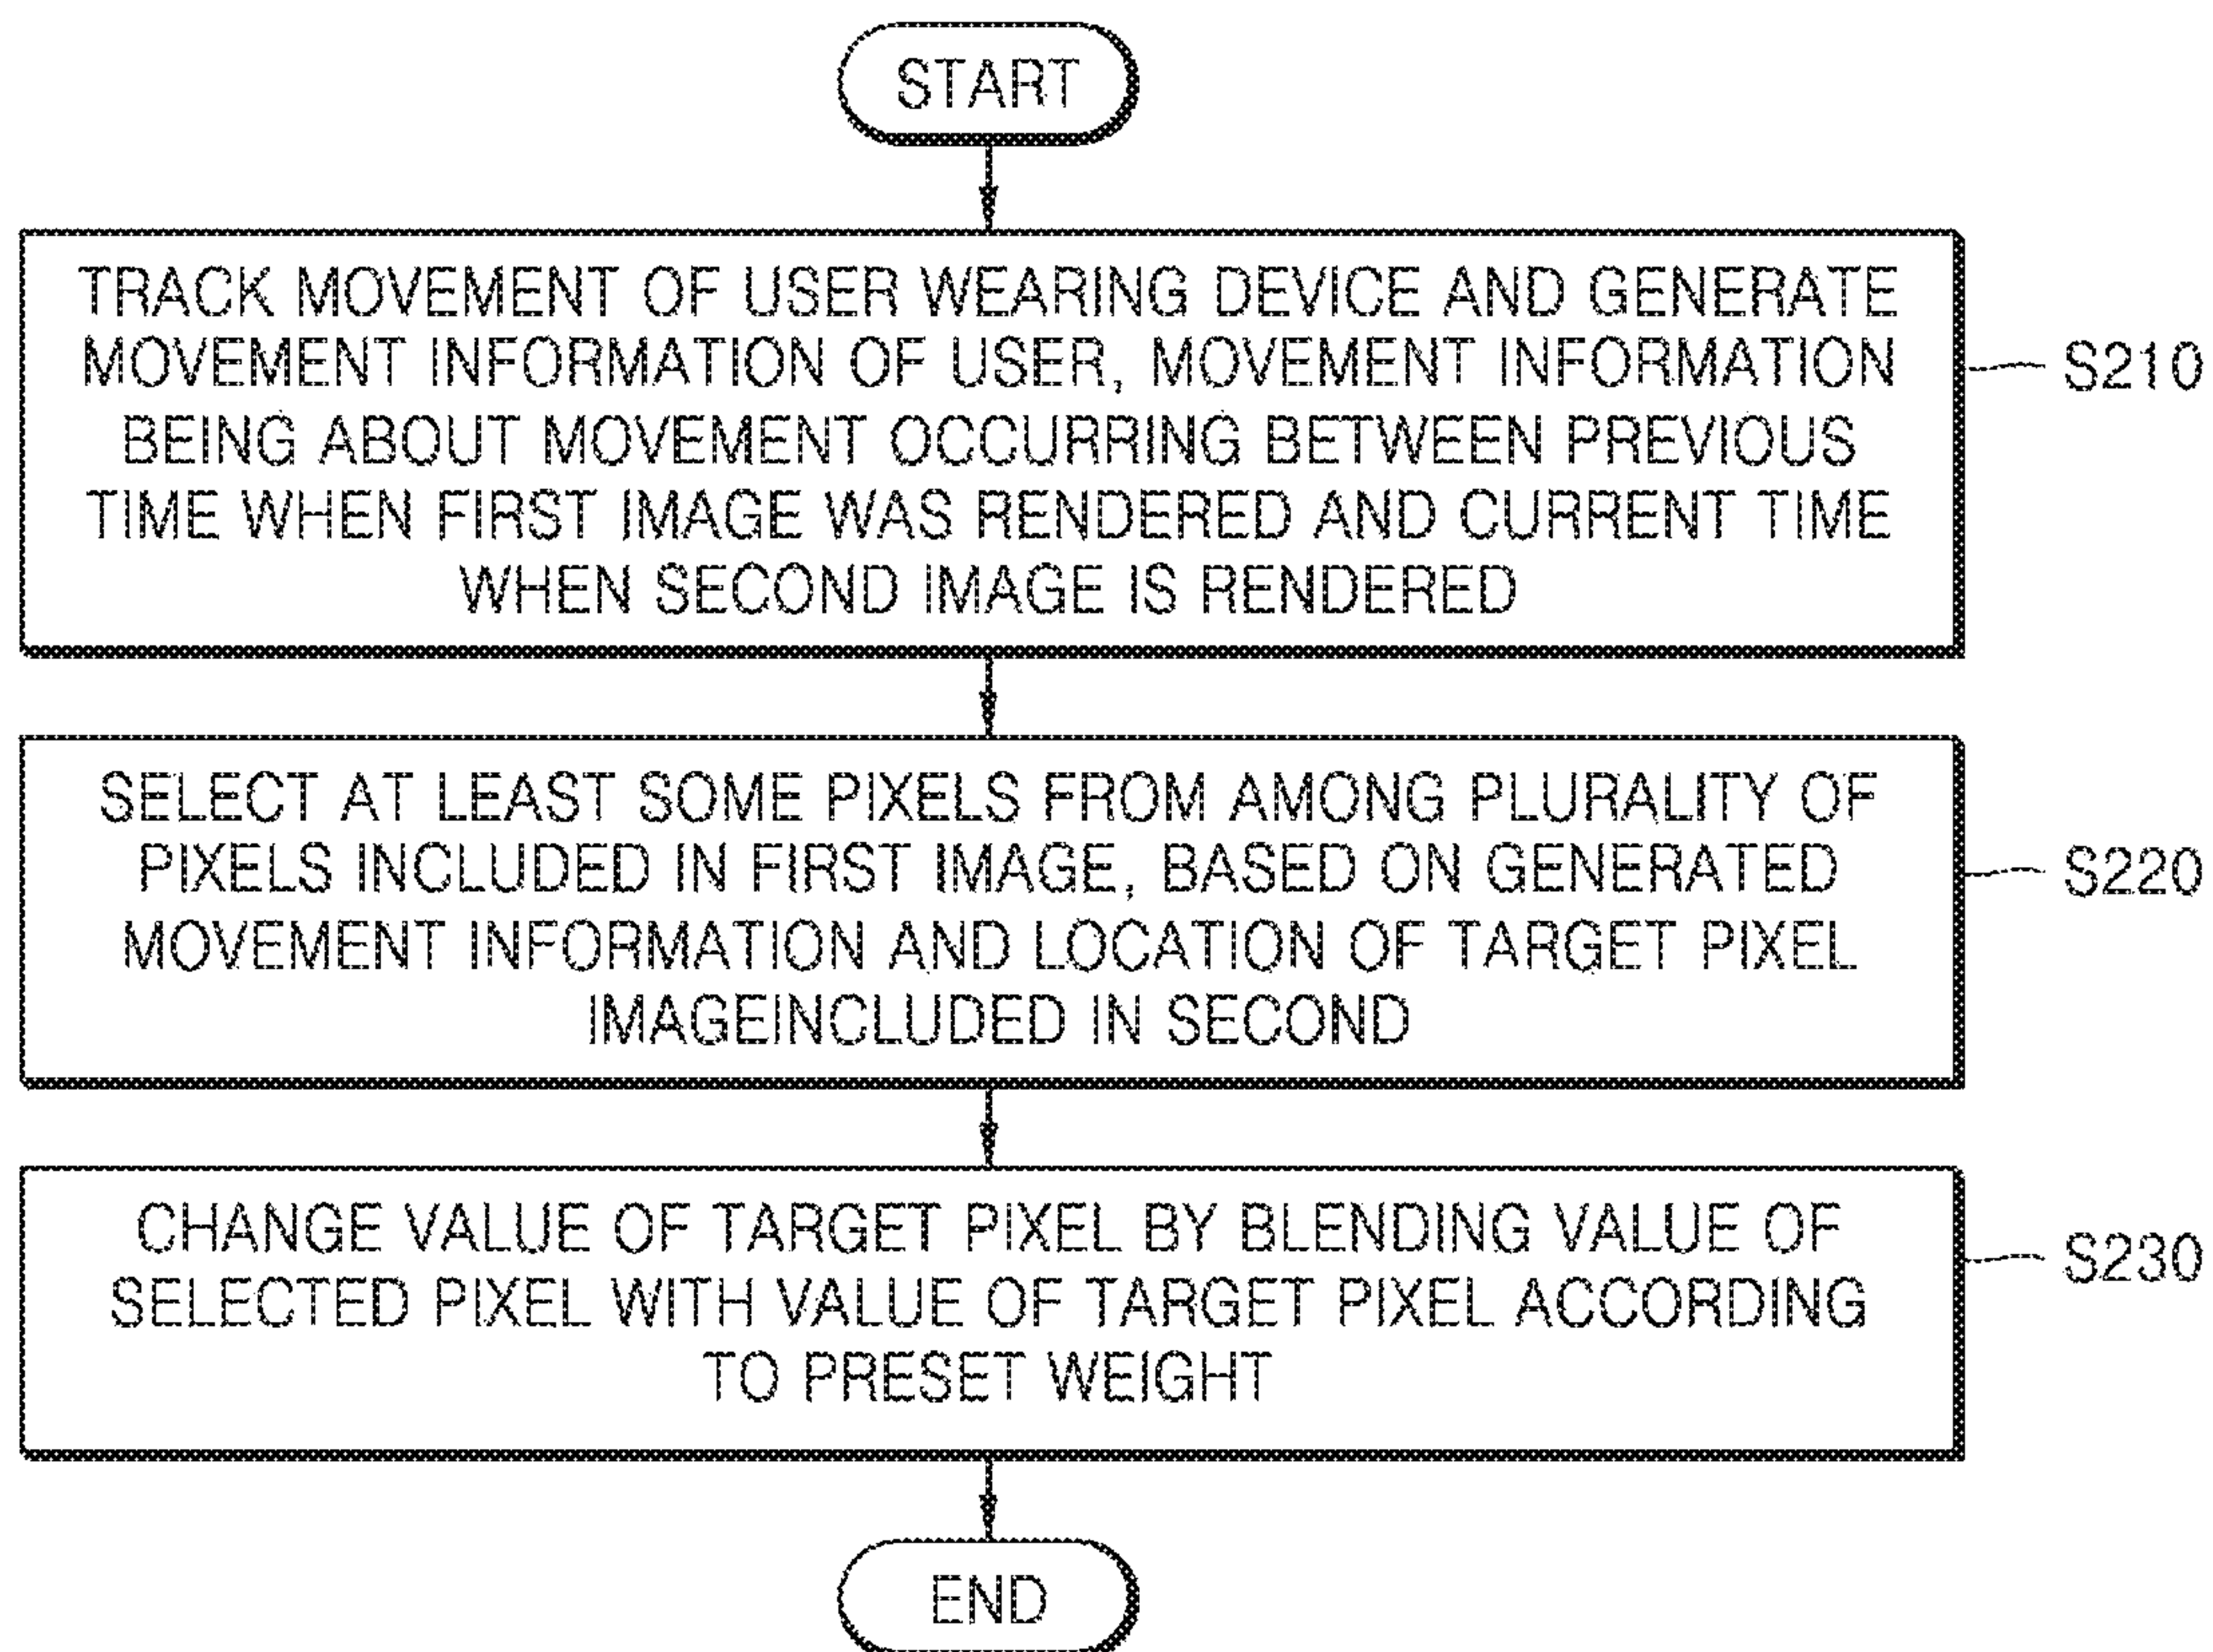 START
TRACK MOVEMENT OF USER WEARING DEVICE AND GENERATE
MOVEMENT INFORMATION OF USER, MOVEMENT INFORMATION
BEING ABOUT MOVEMENT OCCURRING BETWEEN PREVIOUS
TIME WHEN FIRST IMAGE WAS RENDERED AND CURRENT TIME
WHEN SECOND IMAGE IS RENDERED
S210
SELECT AT LEAST SOME PIXELS FROM AMONG PLURALITY OF
PIXELS INCLUDED IN FIRST IMAGE, BASED ON GENERATED
MOVEMENT INFORMATION AND LOCATION OF TARGET PIXEL
IMAGEINCLUDED IN SECOND
S220
CHANGE VALUE OF TARGET PIXEL BY BLENDING VALUE OF
SELECTED PIXEL WITH VALUE OF TARGET PIXEL ACCORDING
TO PRESET WEIGHT
S230
END